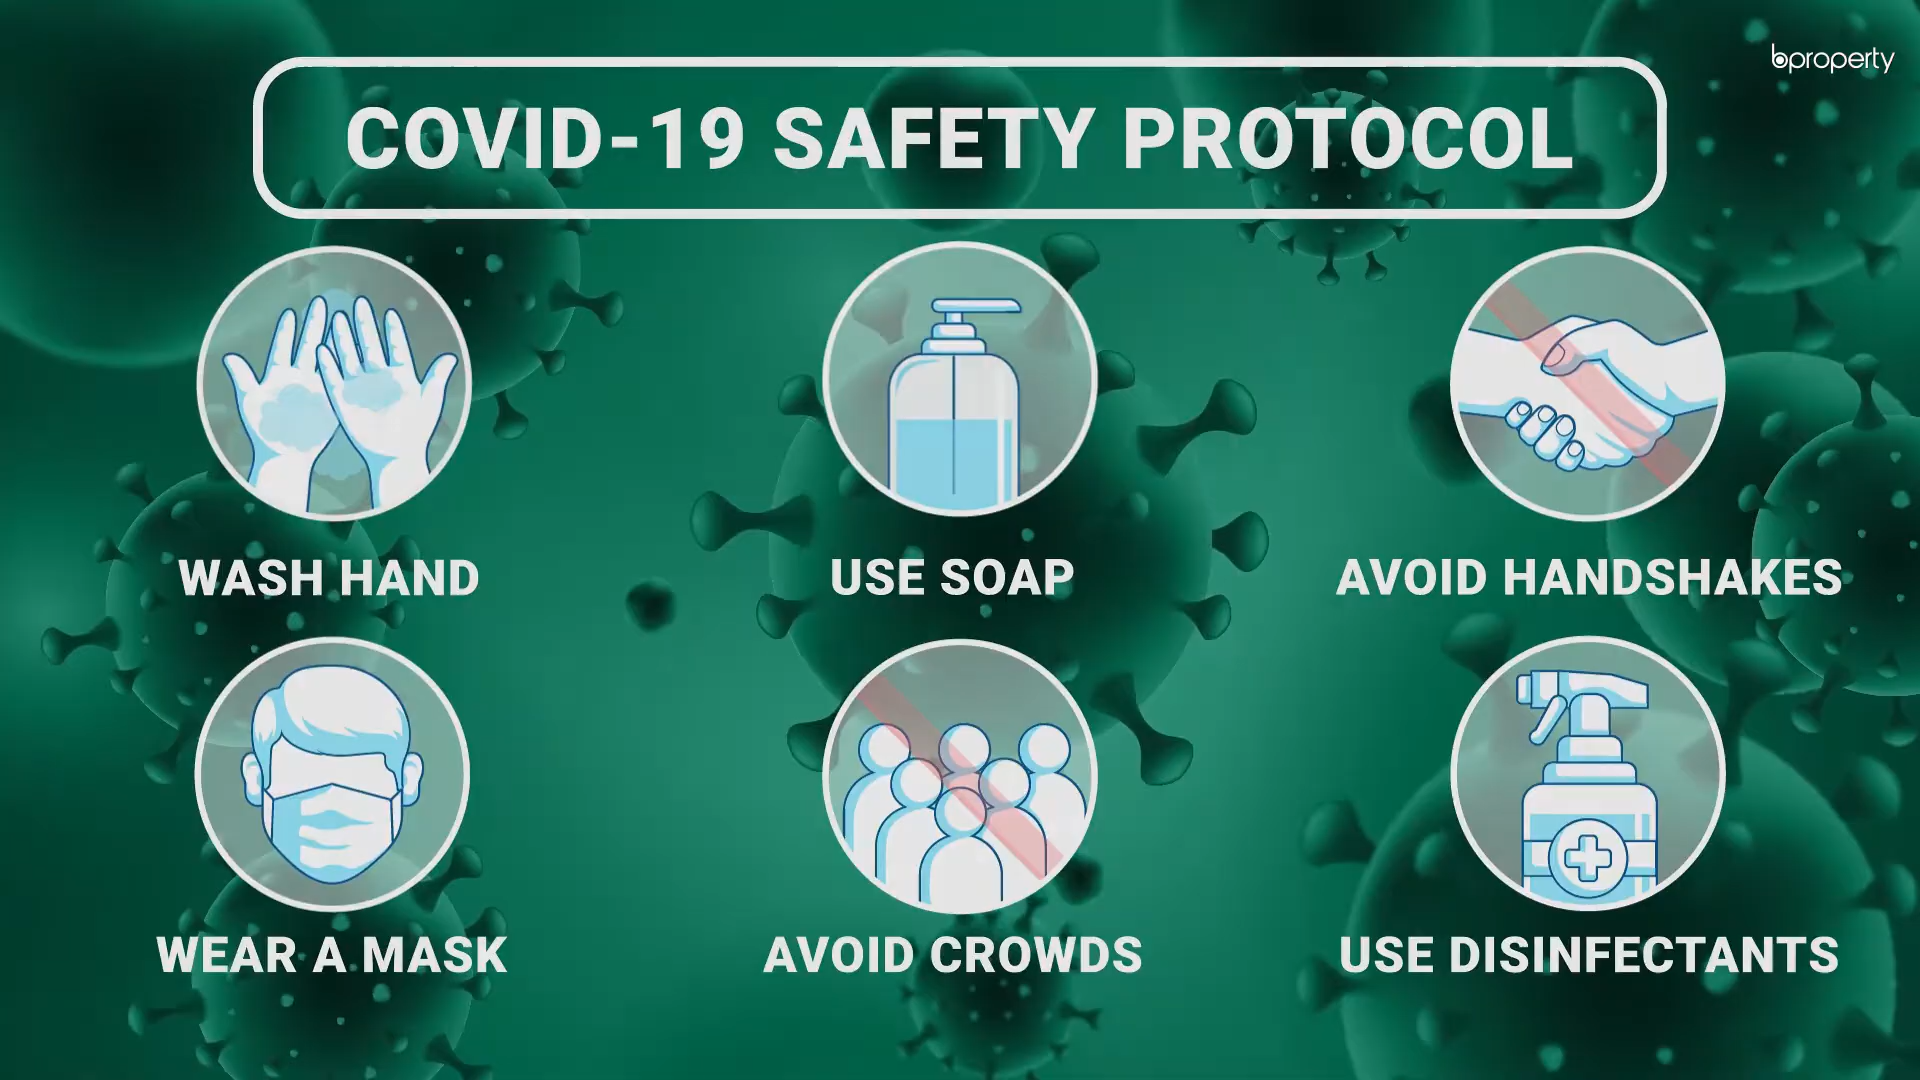 bproperty
COVID-19 SAFETY PROTOCOL
WASH HAND
USE SOAP
AVOID HANDSHAKES
WEAR A MASK
AVOID CROWDS
USE DISINFECTANTS